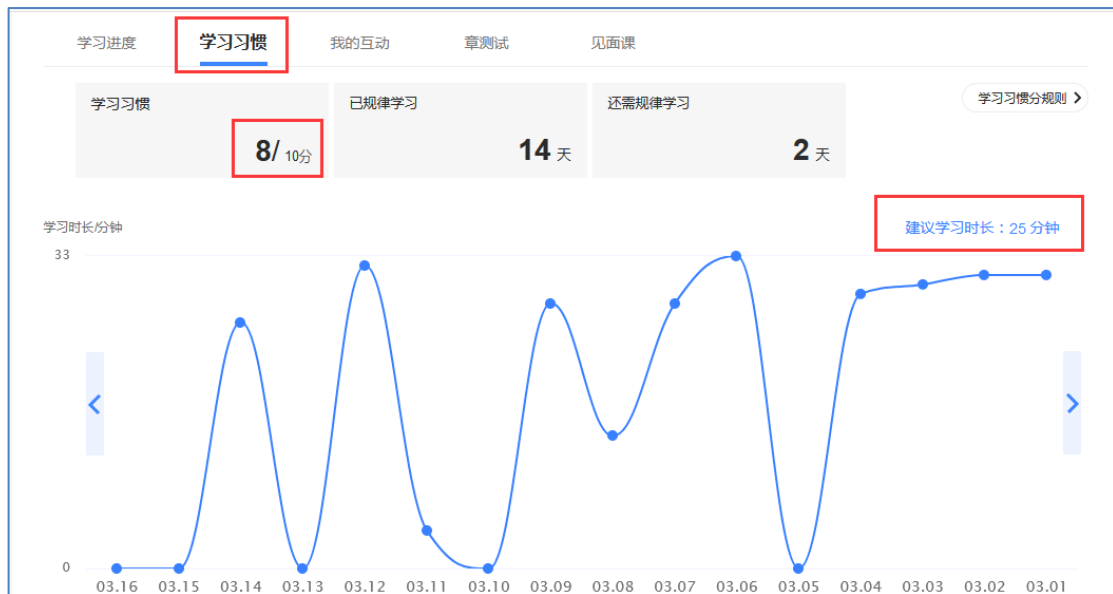 学习进度 学习习惯 我的互动 章测试 见面课
学习习惯 已规律学习 还需规律学习 学习习惯分规则
8/ 10分 14 天 2 天
学习时长/分钟 建议学习时长：25 分钟
33
0
03.16 03.15 03.14 03.13 03.12 03.11 03.10 03.09 03.08 03.07 03.06 03.05 03.04 03.03 03.02 03.01